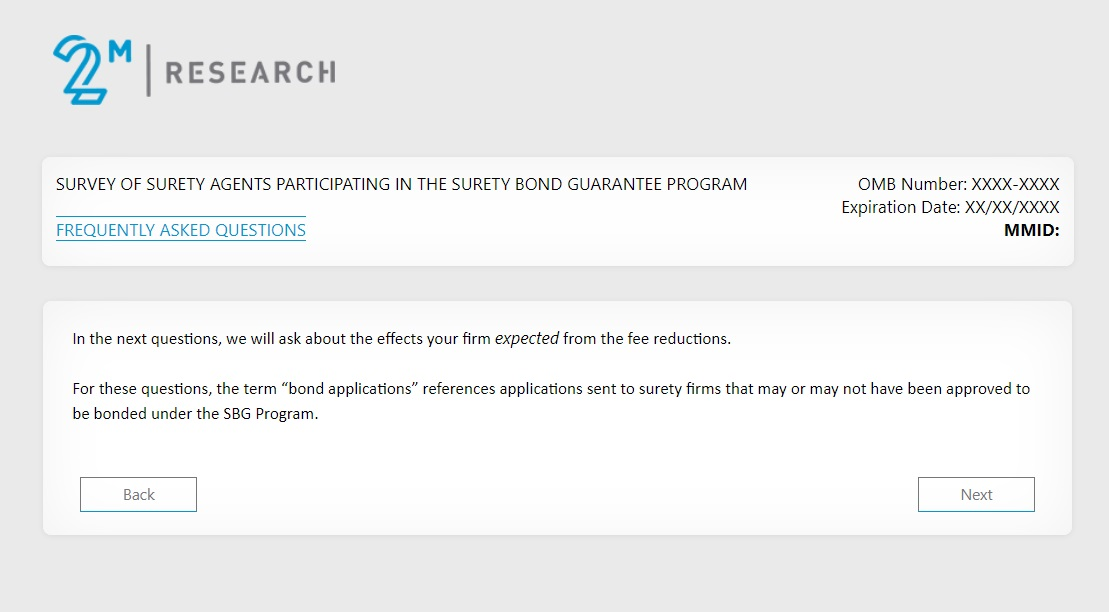 2M RESEARCH
SURVEY OF SURETY AGENTS PARTICIPATING IN THE SURETY BOND GUARANTEE PROGRAM
OMB Number: XXXX-XXXX
Expiration Date: XX/XX/XXXX
FREQUENTLY ASKED QUESTIONS
MMID:
In the next questions, we will ask about the effects your firm expected from the fee reductions.
For these questions, the term “bond applications” references applications sent to surety firms that may or may not have been approved to
be bonded under the SBG Program.
Back
Next